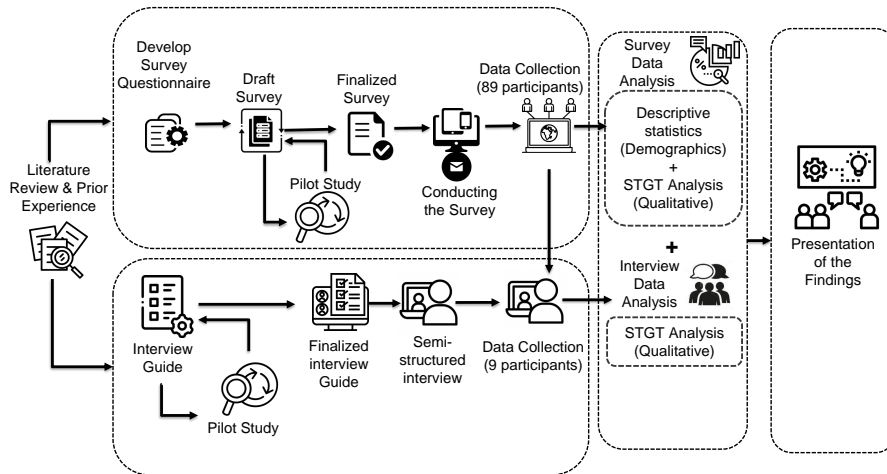 Literature
Review & Prior
Experience
Develop
Survey
Questionnaire
Draft
Survey
Pilot Study
Finalized
Survey
Conducting
the Survey
Data Collection
(89 participants)
Interview
Guide
Pilot Study
Finalized
interview
Guide
Semi-
structured
interview
Data Collection
(9 participants)
Survey
Data
Analysis
%
Descriptive
statistics
(Demographics)
+
STGT Analysis
(Qualitative)
+
Interview
Data
Analysis
STGT Analysis
(Qualitative)
Presentation
of the
Findings